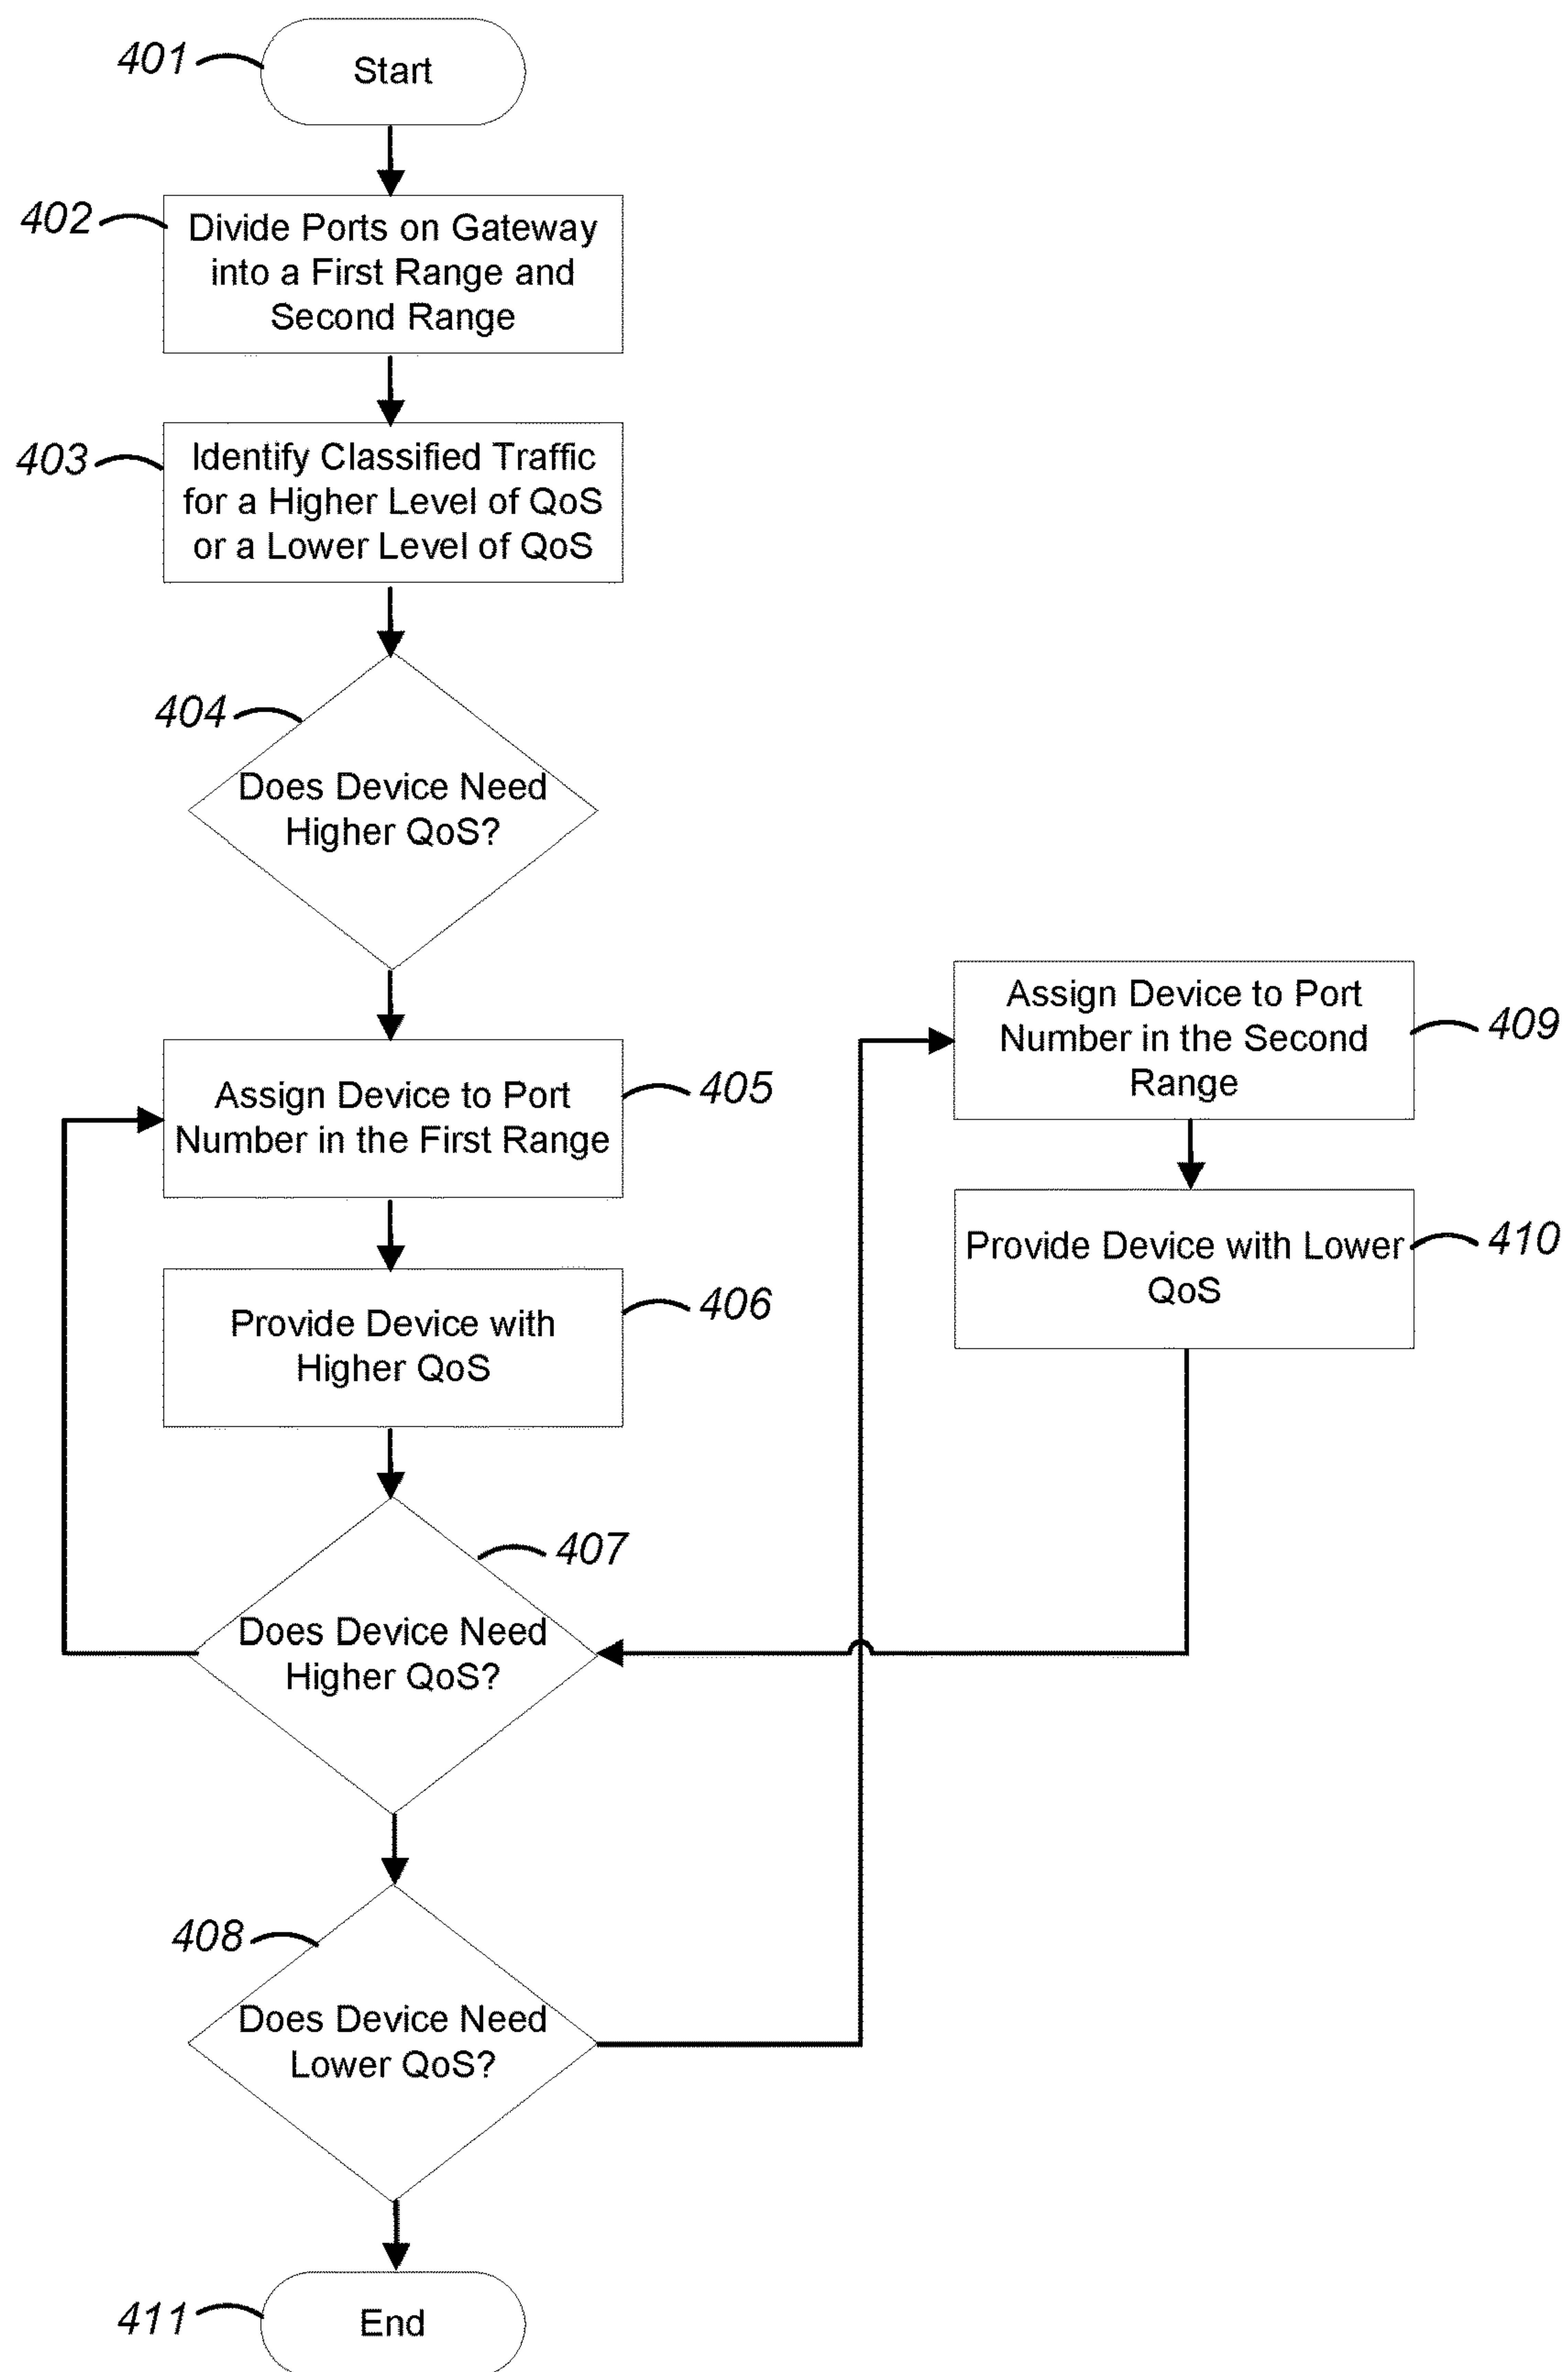 401
Start
402
Divide Ports on Gateway
into a First Range and
Second Range
403
Identify Classified Traffic
for a Higher Level of QoS
or a Lower Level of QoS
404
Does Device Need
Higher QoS?
405
Assign Device to Port
Number in the First Range
406
Provide Device with
Higher QoS
407
Does Device Need
Higher QoS?
408
Does Device Need
Lower QoS?
409
Assign Device to Port
Number in the Second
Range
410
Provide Device with Lower
QoS
411
End